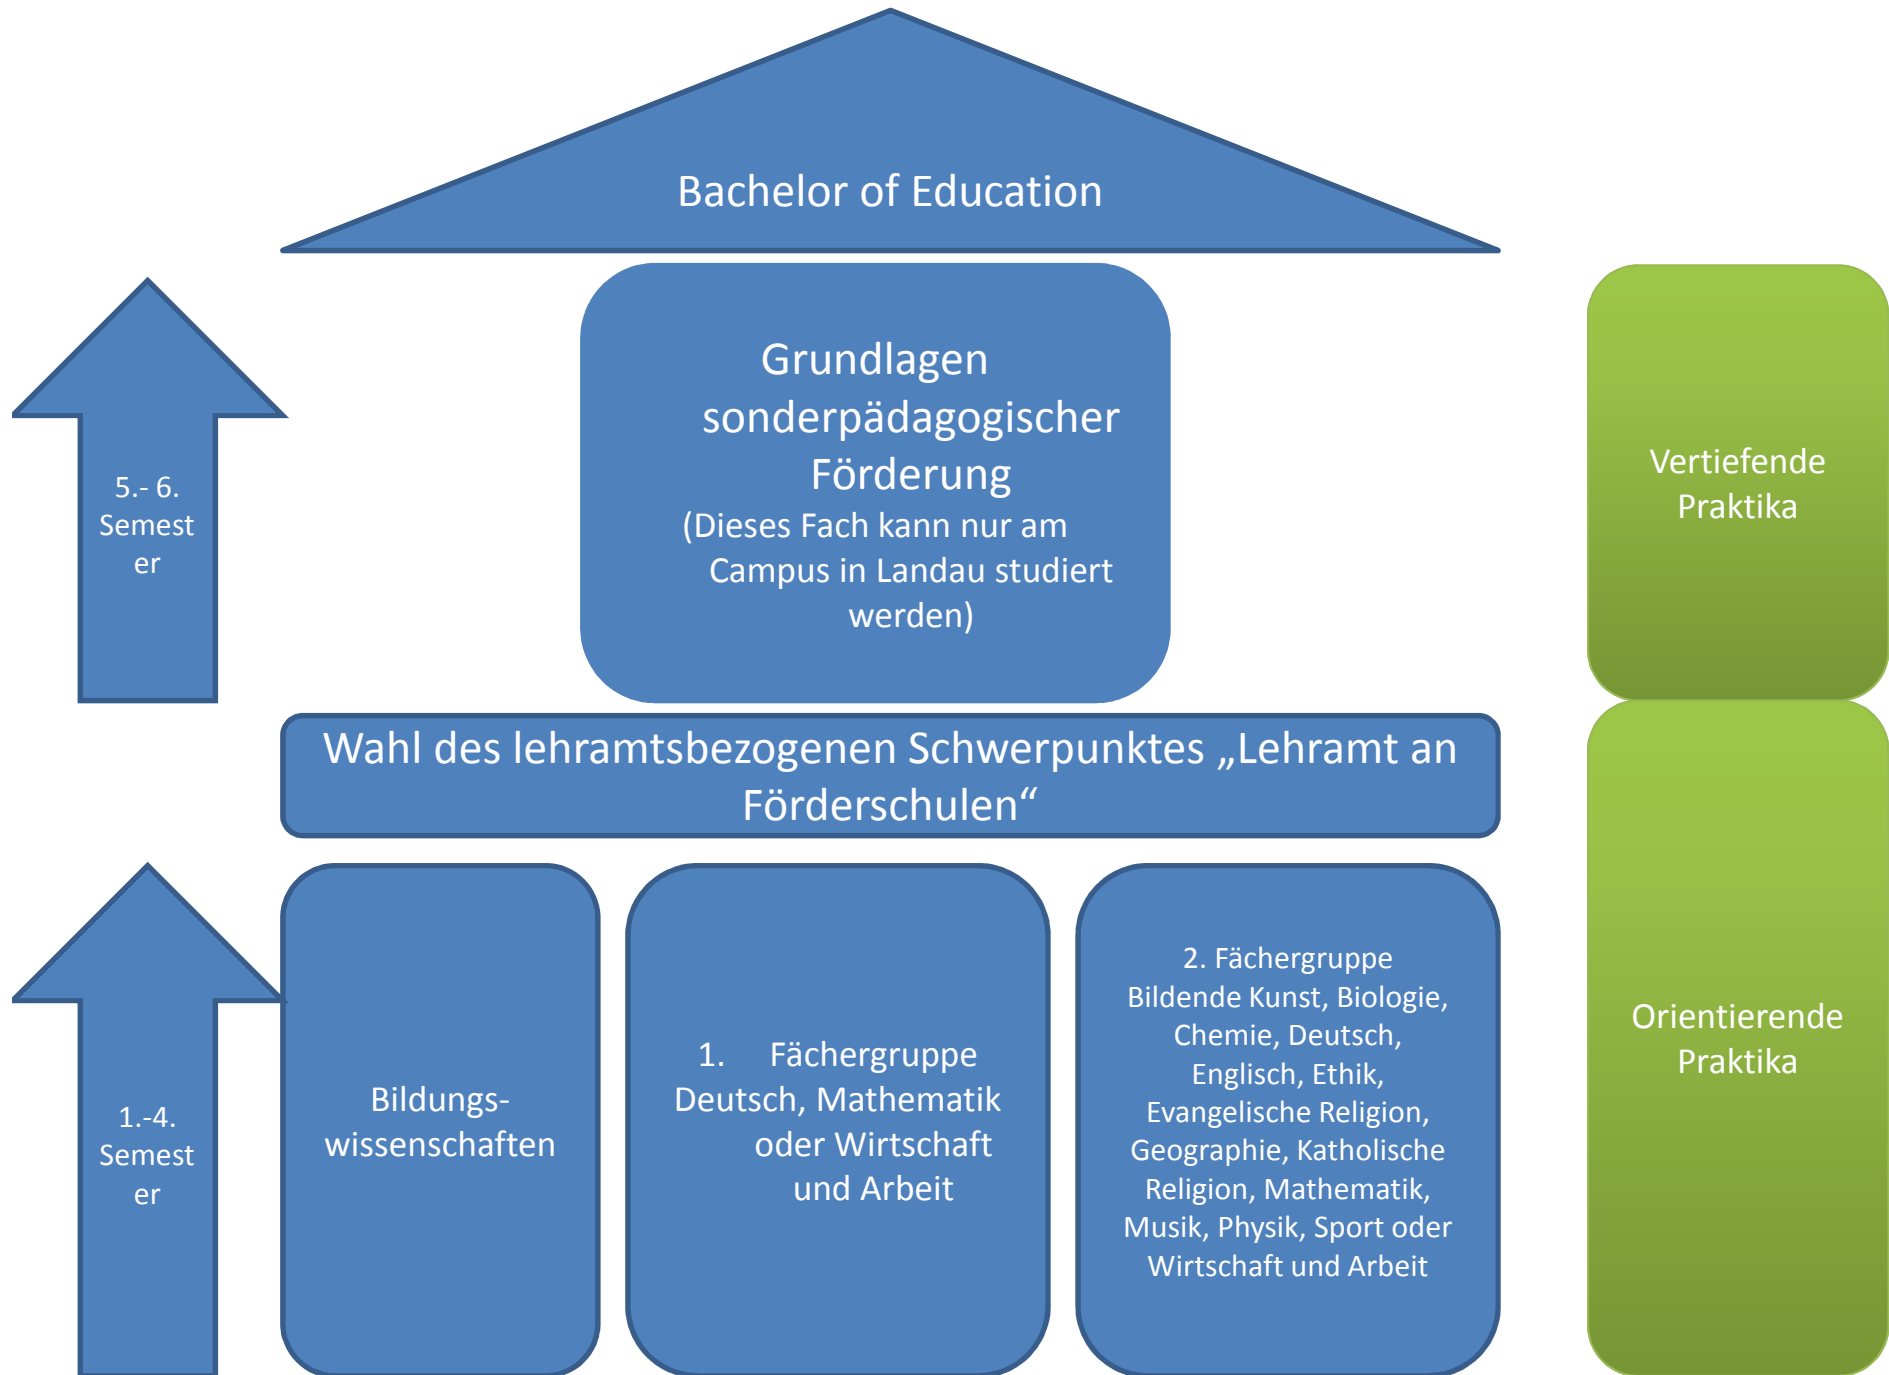 Bachelor of Education
Grundlagen
sonderpädagogischer
Förderung
(Dieses Fach kann nur am
Campus in Landau studiert
werden)
5.- 6.
Semest
er
Vertiefende
Praktika
Wahl des lehramtsbezogenen Schwerpunktes „Lehramt an
Förderschulen“
1.-4.
Semest
er
Bildungs-
wissenschaften
1. Fächergruppe
Deutsch, Mathematik
oder Wirtschaft
und Arbeit
2. Fächergruppe
Bildende Kunst, Biologie,
Chemie, Deutsch,
Englisch, Ethik,
Evangelische Religion,
Geographie, Katholische
Religion, Mathematik,
Musik, Physik, Sport oder
Wirtschaft und Arbeit
Orientierende
Praktika